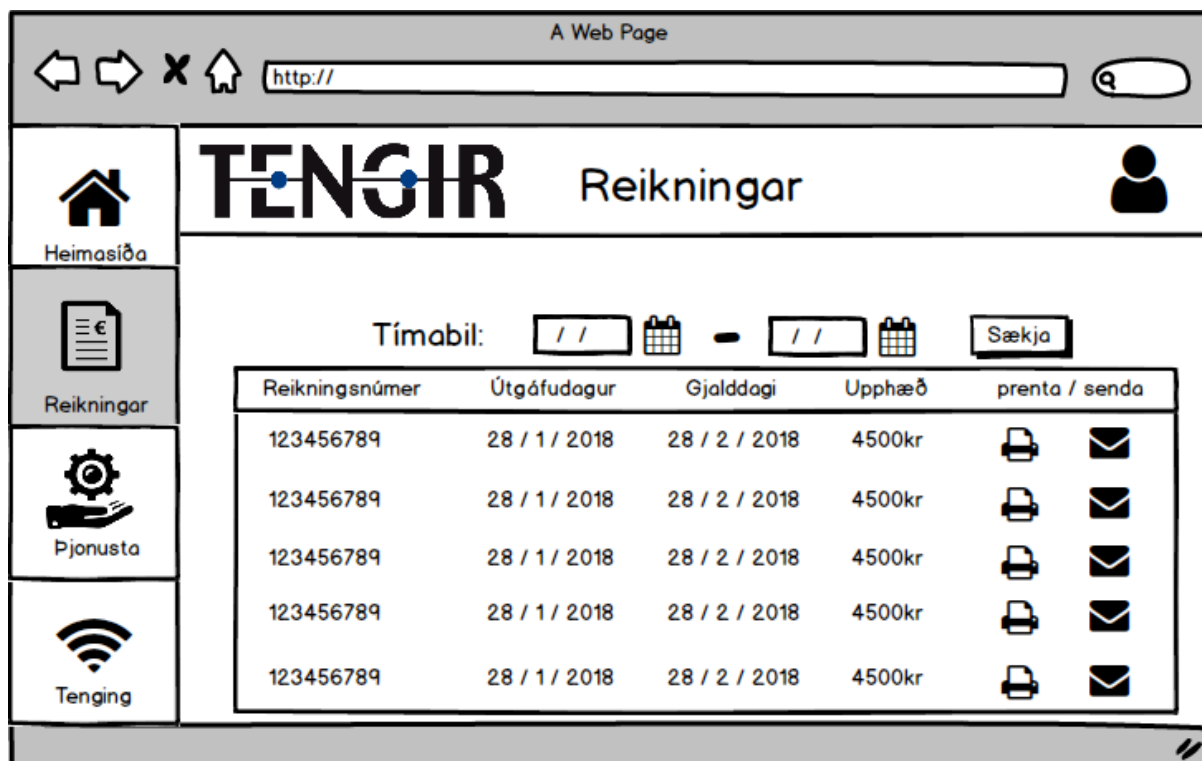 A Web Page
http://
TENGIR
Reikningar
Heimasíða
Reikningar
Þjonusta
Tenging
Tímabil: / / - / / Sækja
Reikningsnúmer Útgáfudagur Gjalddagi Upphæð prenta / senda
123456789 28 / 1 / 2018 28 / 2 / 2018 4500kr
123456789 28 / 1 / 2018 28 / 2 / 2018 4500kr
123456789 28 / 1 / 2018 28 / 2 / 2018 4500kr
123456789 28 / 1 / 2018 28 / 2 / 2018 4500kr
123456789 28 / 1 / 2018 28 / 2 / 2018 4500kr